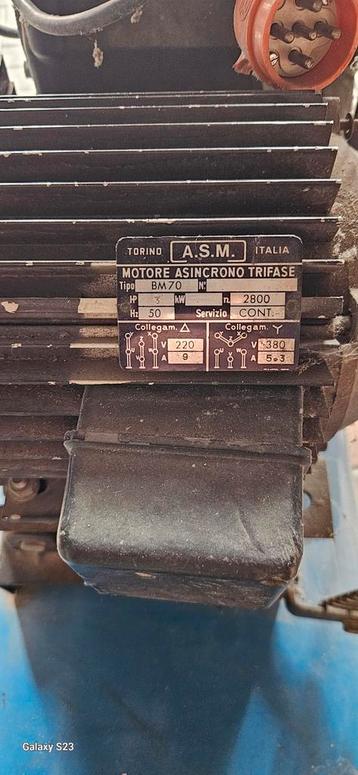 TORINO A.S.M. ITALIA
MOTORE ASINCRONO TRIFASE
Tipo BM70 N°
HP 3 kW n. 2800
Hz 50 Servizio CONT.-
Collegam. △ Collegam. Y
V 220 V 380
A 9 A 5.3
Galaxy S23